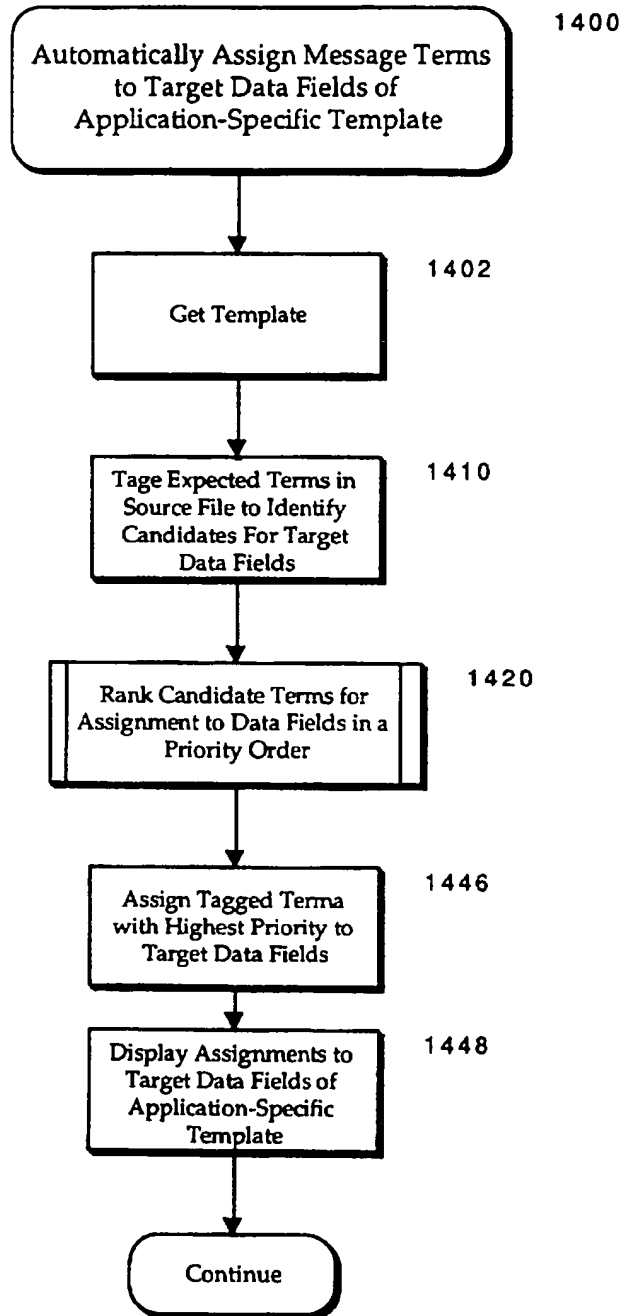 1400
Automatically Assign Message Terms
to Target Data Fields of
Application-Specific Template
1402
Get Template
1410
Tage Expected Terms in
Source File to Identify
Candidates For Target
Data Fields
1420
Rank Candidate Terms for
Assignment to Data Fields in a
Priority Order
1446
Assign Tagged Terma
with Highest Priority to
Target Data Fields
1448
Display Assignments to
Target Data Fields of
Application-Specific
Template
Continue